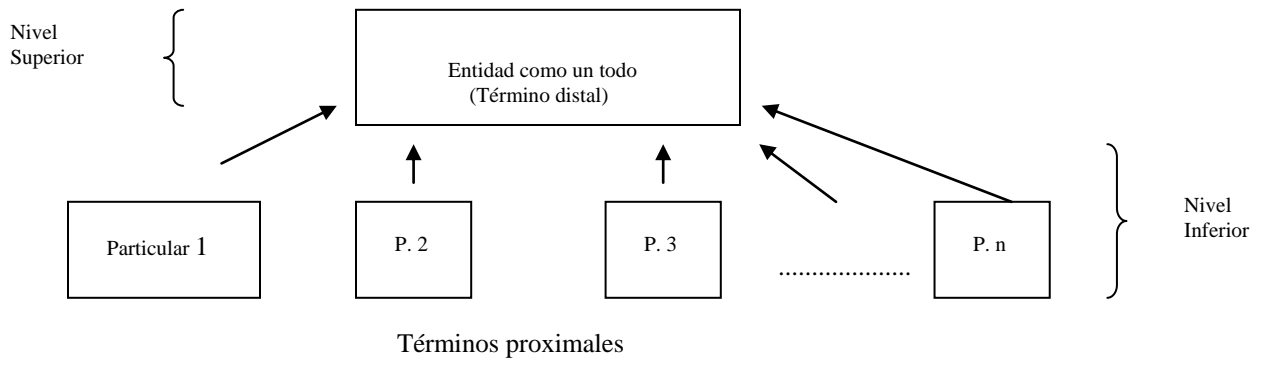 Nivel
Superior
Entidad como un todo
(Término distal)
Nivel
Inferior
Particular 1
P. 2
P. 3
....................
P. n
Términos proximales